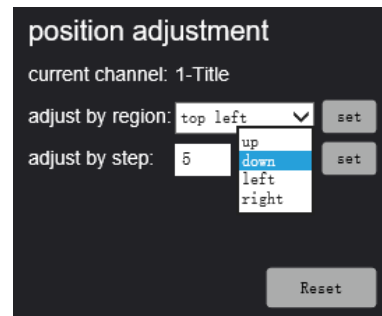 position adjustment
current channel: 1-Title
adjust by region: top left set
up
adjust by step: 5 down set
left
right
Reset